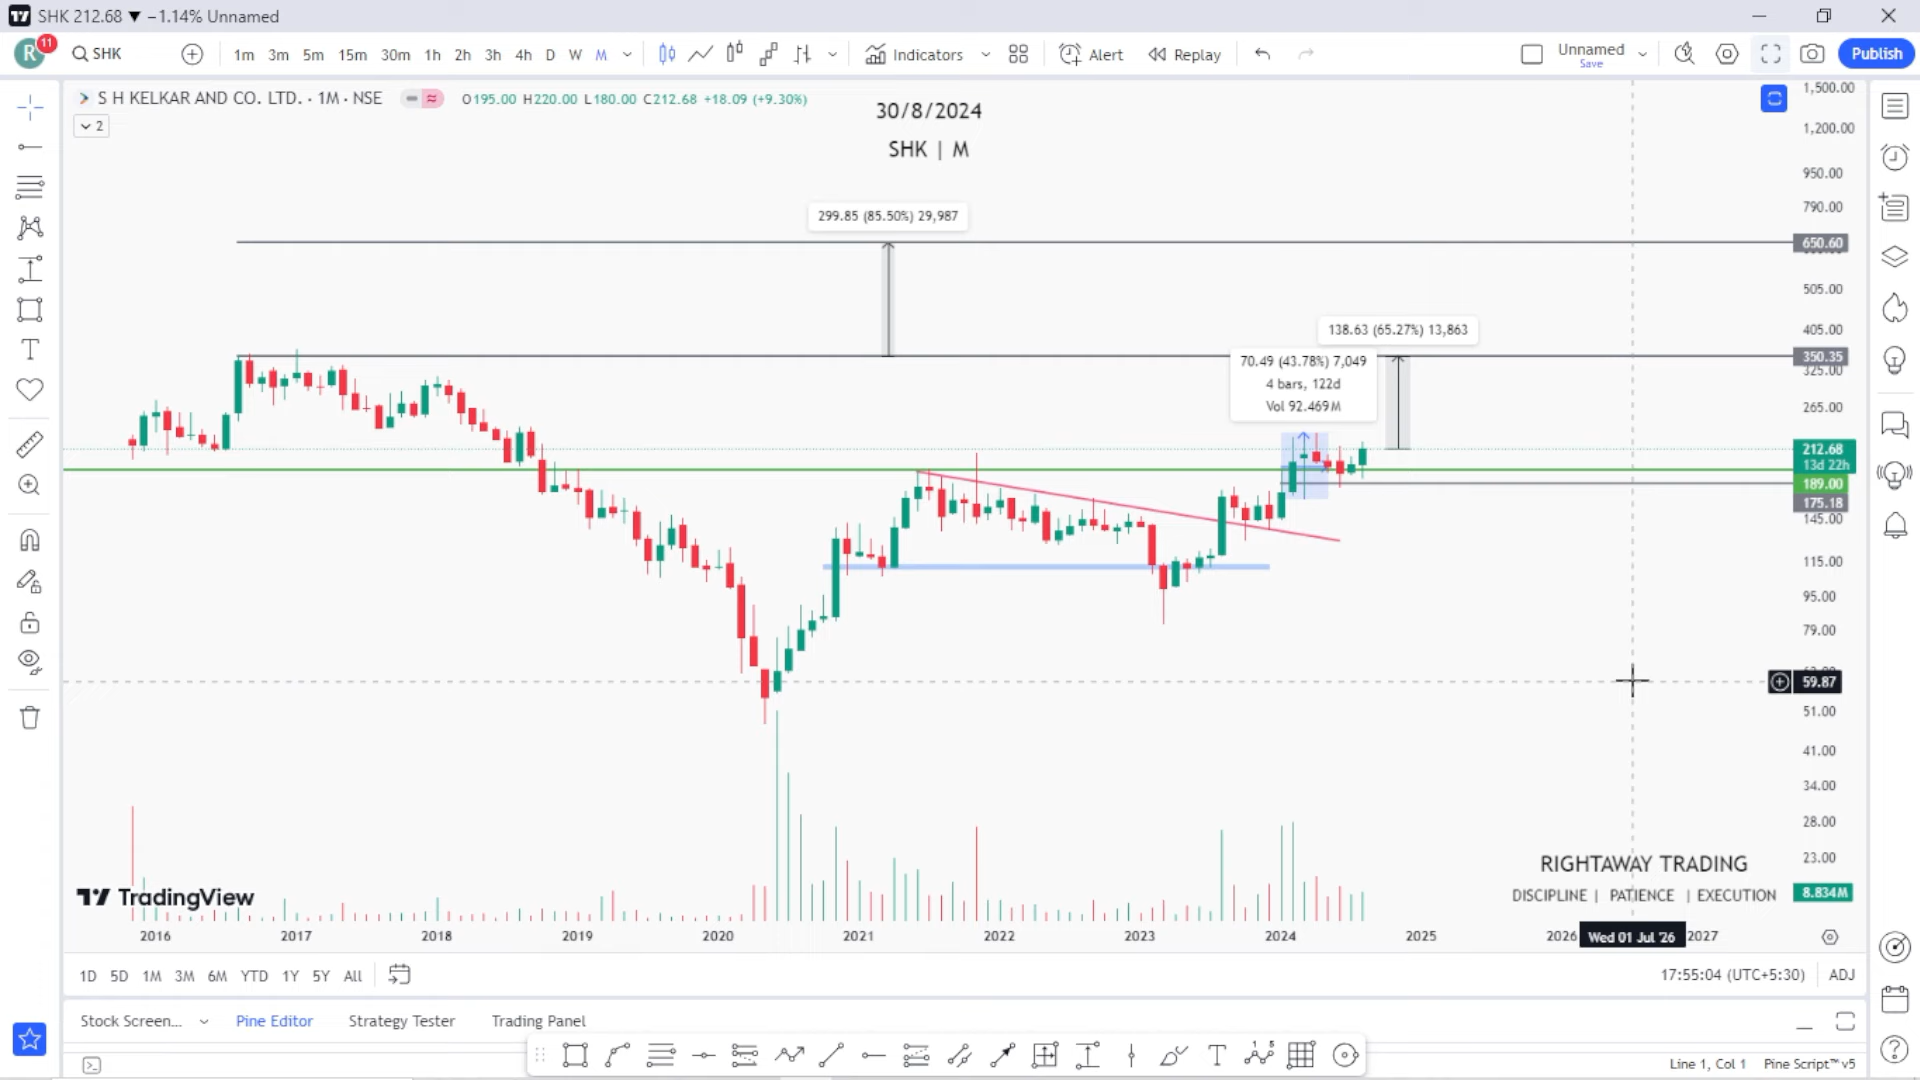 SHK 212.68 ▼ −1.14% Unnamed
R 11 SHK 1m 3m 5m 15m 30m 1h 2h 3h 4h D W M Indicators Alert Replay Unnamed Save Publish
S H KELKAR AND CO. LTD. · 1M · NSE O195.00 H220.00 L180.00 C212.68 +18.09 (+9.30%)
2
30/8/2024
SHK | M
1,500.00
1,200.00
950.00
790.00
299.85 (85.50%) 29,987
650.60
505.00
405.00
138.63 (65.27%) 13,863
350.35
325.00
70.49 (43.78%) 7,049
4 bars, 122d
Vol 92.469M
265.00
212.68
13d 22h
189.00
175.18
145.00
115.00
95.00
79.00
59.87
51.00
41.00
34.00
28.00
23.00
RIGHTAWAY TRADING
DISCIPLINE | PATIENCE | EXECUTION
8.834M
TradingView
2016 2017 2018 2019 2020 2021 2022 2023 2024 2025 2026 Wed 01 Jul '26 2027
1D 5D 1M 3M 6M YTD 1Y 5Y All 17:55:04 (UTC+5:30) ADJ
Stock Screen... Pine Editor Strategy Tester Trading Panel
Line 1, Col 1 Pine Script™ v5